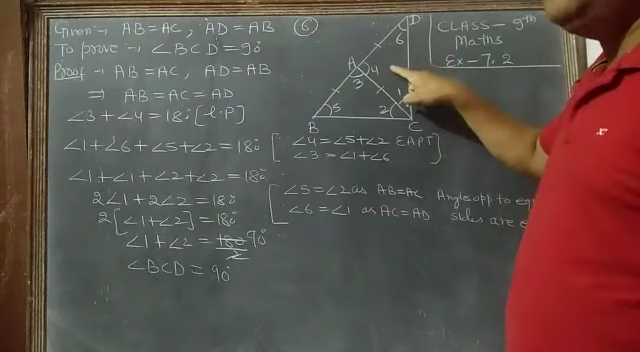 Given:- AB=AC, AD=AB 6
To prove:- ∠BCD=90°
Proof- AB=AC, AD=AB
⇒ AB=AC=AD
∠3+∠4=180° [L.P]
∠1+∠6+∠5+∠2=180°
∠1+∠1+∠2+∠2=180°
2∠1+2∠2=180°
2[∠1+∠2]=180°
∠1+∠2=180/2 90°
∠BCD=90°
[∠4=∠5+∠2 EAPT
∠3=∠1+∠6]
[∠5=∠2 as AB=AC Angles opp to
∠6=∠1 as AC=AD sides are
D
6
A
4
3
1
5
2
B
C
CLASS-9th
Maths
Ex-7.2